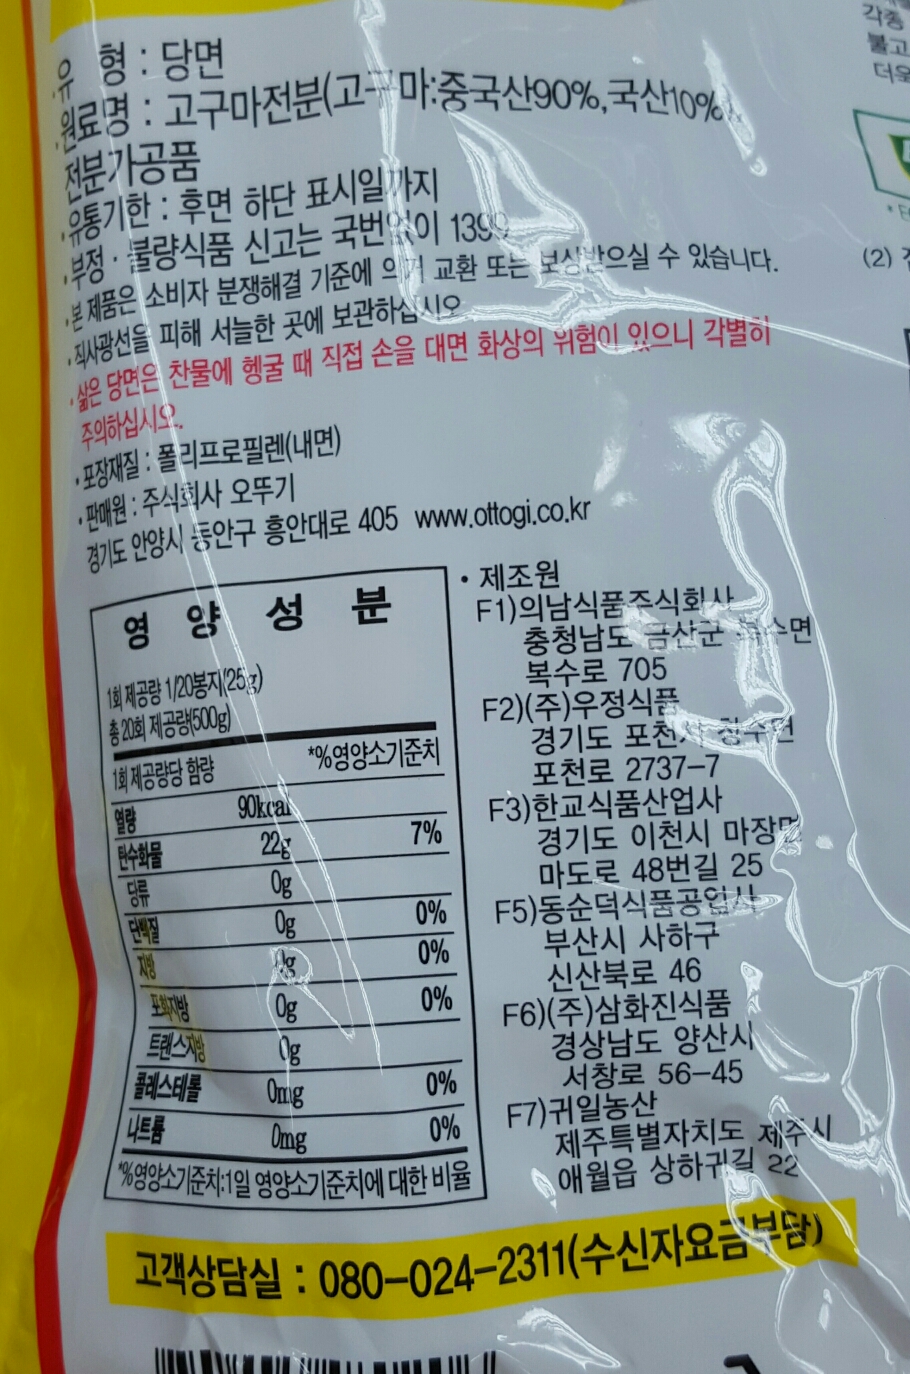 유 형 : 당면
·원료명 : 고구마전분(고구마:중국산90%,국산10%)
전분가공품
·유통기한 : 후면 하단 표시일까지
·부정·불량식품 신고는 국번없이 1399
·본 제품은 소비자 분쟁해결 기준에 의거 교환 또는 보상받으실 수 있습니다.
·직사광선을 피해 서늘한 곳에 보관하십시오
·삶은 당면은 찬물에 헹굴 때 직접 손을 대면 화상의 위험이 있으니 각별히
주의하십시오.
·포장재질 : 폴리프로필렌(내면)
·판매원 : 주식회사 오뚜기
경기도 안양시 동안구 흥안대로 405 www.ottogi.co.kr
영 양 성 분
1회 제공량 1/20봉지(25g)
총 20회 제공량(500g)
1회 제공량당 함량 *%영양소기준치
열량 90kcal
탄수화물 22g 7%
당류 0g
단백질 0g 0%
지방 0g 0%
포화지방 0g 0%
트랜스지방 0g
콜레스테롤 0mg 0%
나트륨 0mg 0%
*%영양소기준치:1일 영양소기준치에 대한 비율
· 제조원
F1)의남식품주식회사
충청남도 금산군 복수면
복수로 705
F2)(주)우정식품
경기도 포천시 창수면
포천로 2737-7
F3)한교식품산업사
경기도 이천시 마장면
마도로 48번길 25
F5)동순덕식품공업사
부산시 사하구
신산북로 46
F6)(주)삼화진식품
경상남도 양산시
서창로 56-45
F7)귀일농산
제주특별자치도 제주시
애월읍 상하귀길 22
고객상담실 : 080-024-2311(수신자요금부담)
각종
불고
더욱
(2)